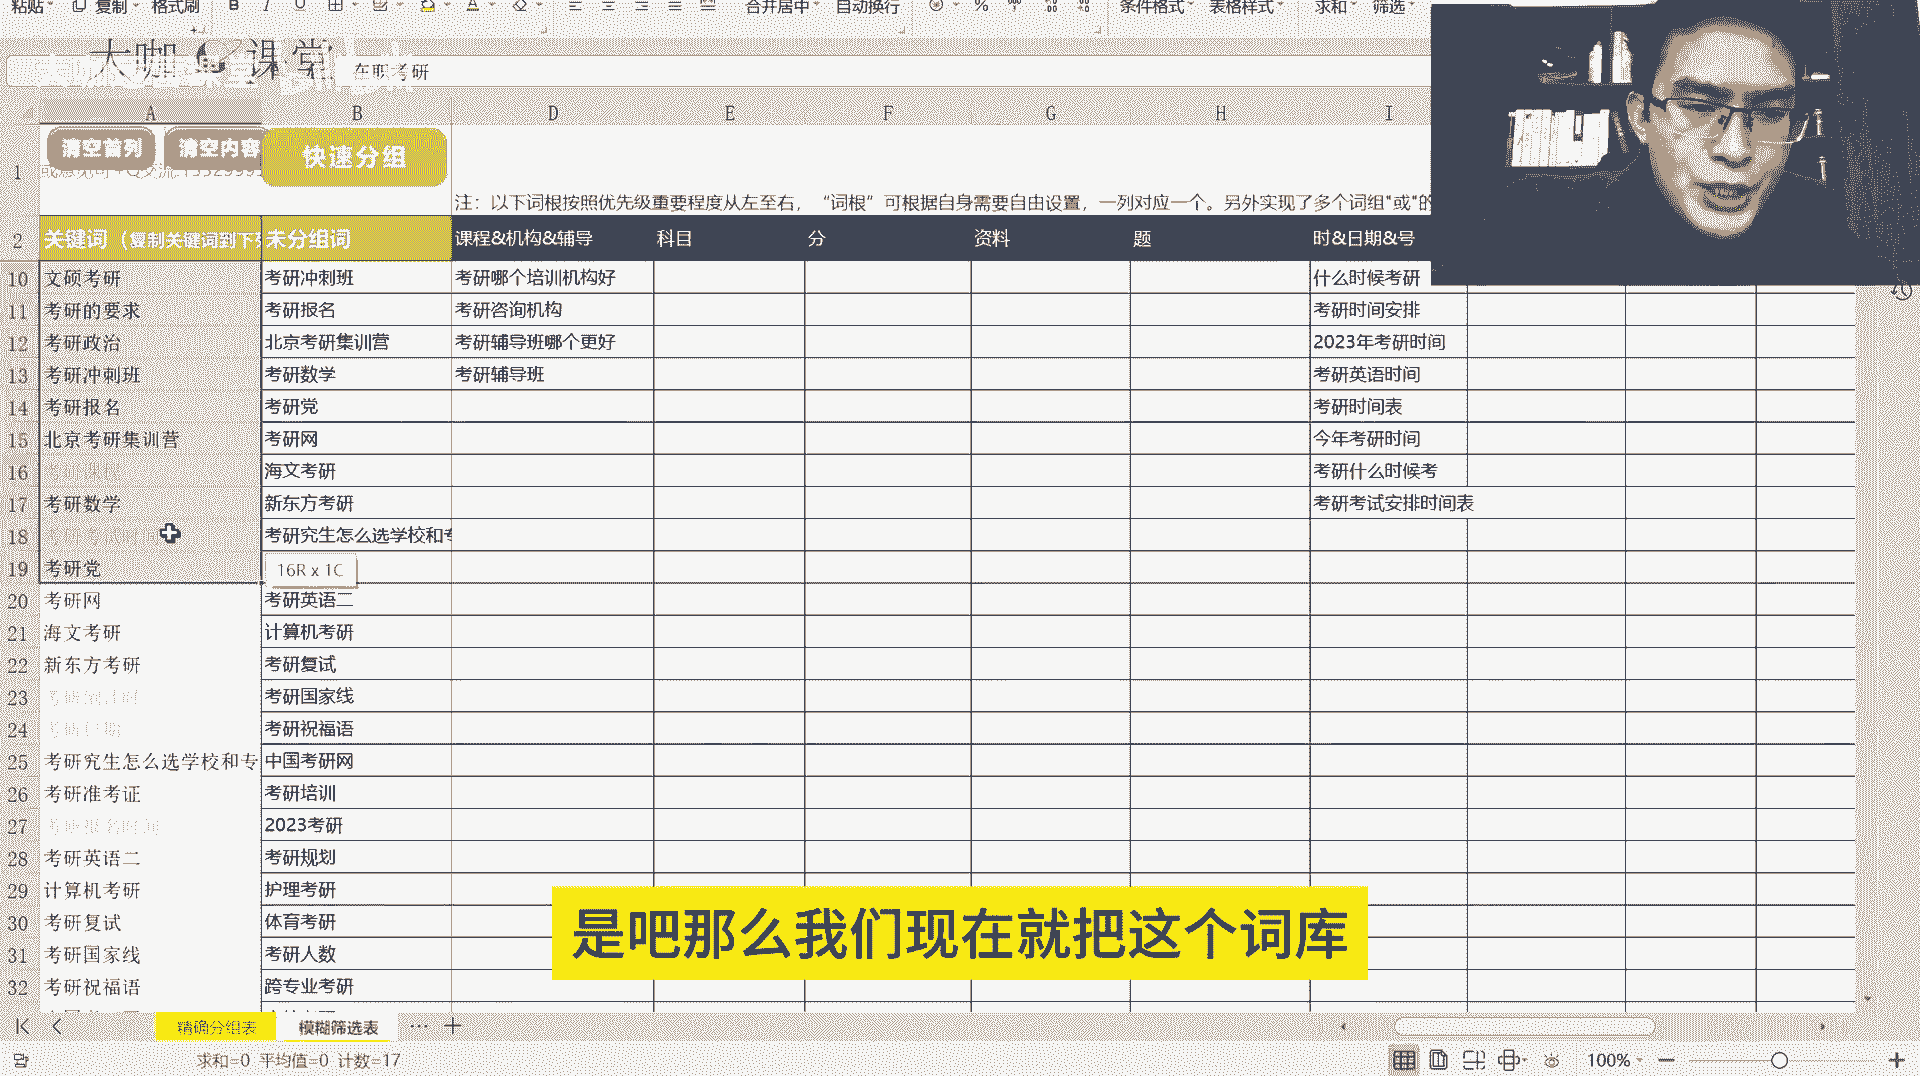 粘贴 复制 格式刷 B I U 合并居中 自动换行 % 条件格式 表格样式 求和 筛选
大咖课堂
在职考研
A B D E F G H I
清空首列 清空内容 快速分组
1
注：以下词根按照优先级重要程度从左至右，“词根”可根据自身需要自由设置，一列对应一个。另外实现了多个词组"或"的
2 关键词（复制关键词到下 未分组词 课程&机构&辅导 科目 分 资料 题 时&日期&号
10 文硕考研 考研冲刺班 考研哪个培训机构好 什么时候考研
11 考研的要求 考研报名 考研咨询机构 考研时间安排
12 考研政治 北京考研集训营 考研辅导班哪个更好 2023年考研时间
13 考研冲刺班 考研数学 考研辅导班 考研英语时间
14 考研报名 考研党 考研时间表
15 北京考研集训营 考研网 今年考研时间
16 考研课程 海文考研 考研什么时候考
17 考研数学 新东方考研 考研考试安排时间表
18 考研考试时间 考研究生怎么选学校和专
19 考研党 16R x 1C
20 考研网 考研英语二
21 海文考研 计算机考研
22 新东方考研 考研复试
23 考研国家线
24 考研日期 考研祝福语
25 考研究生怎么选学校和专 中国考研网
26 考研准考证 考研培训
27 考研报名时间 2023考研
28 考研英语二 考研规划
29 计算机考研 护理考研
30 考研复试 体育考研
31 考研国家线 考研人数
32 考研祝福语 跨专业考研
是吧那么我们现在就把这个词库
精确分组表 模糊筛选表 ··· +
求和=0 平均值=0 计数=17 100%